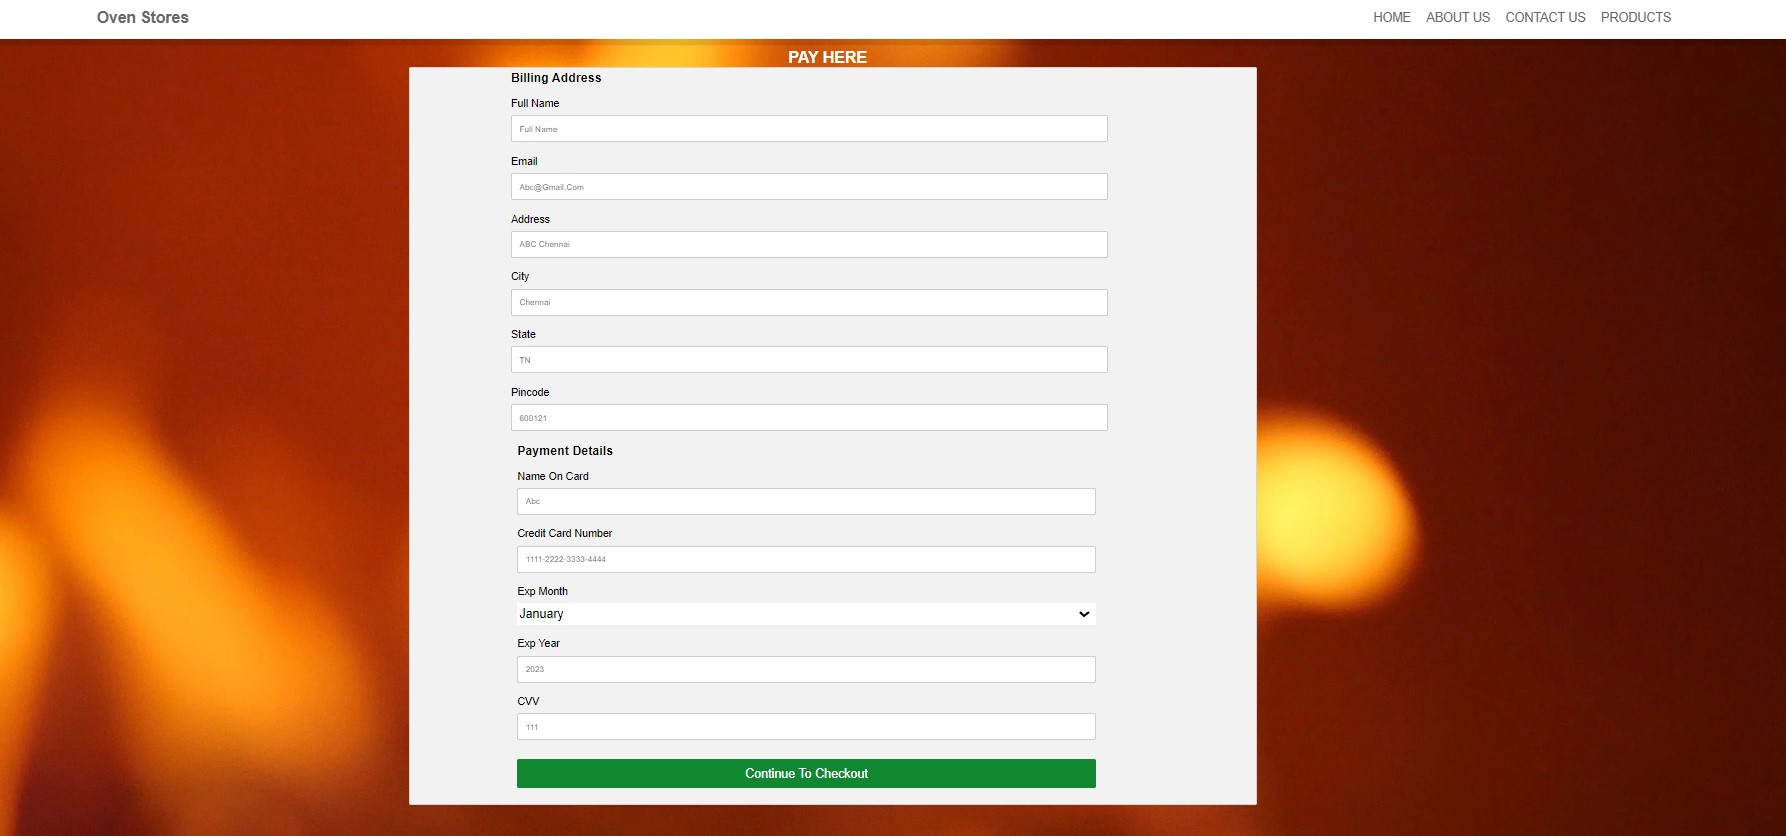 Oven Stores
HOME ABOUT US CONTACT US PRODUCTS
PAY HERE
Billing Address
Full Name
Full Name
Email
Abc@Gmail.Com
Address
ABC Chennai
City
Chennai
State
TN
Pincode
600121
Payment Details
Name On Card
Abc
Credit Card Number
1111-2222-3333-4444
Exp Month
January
Exp Year
2023
CVV
111
Continue To Checkout